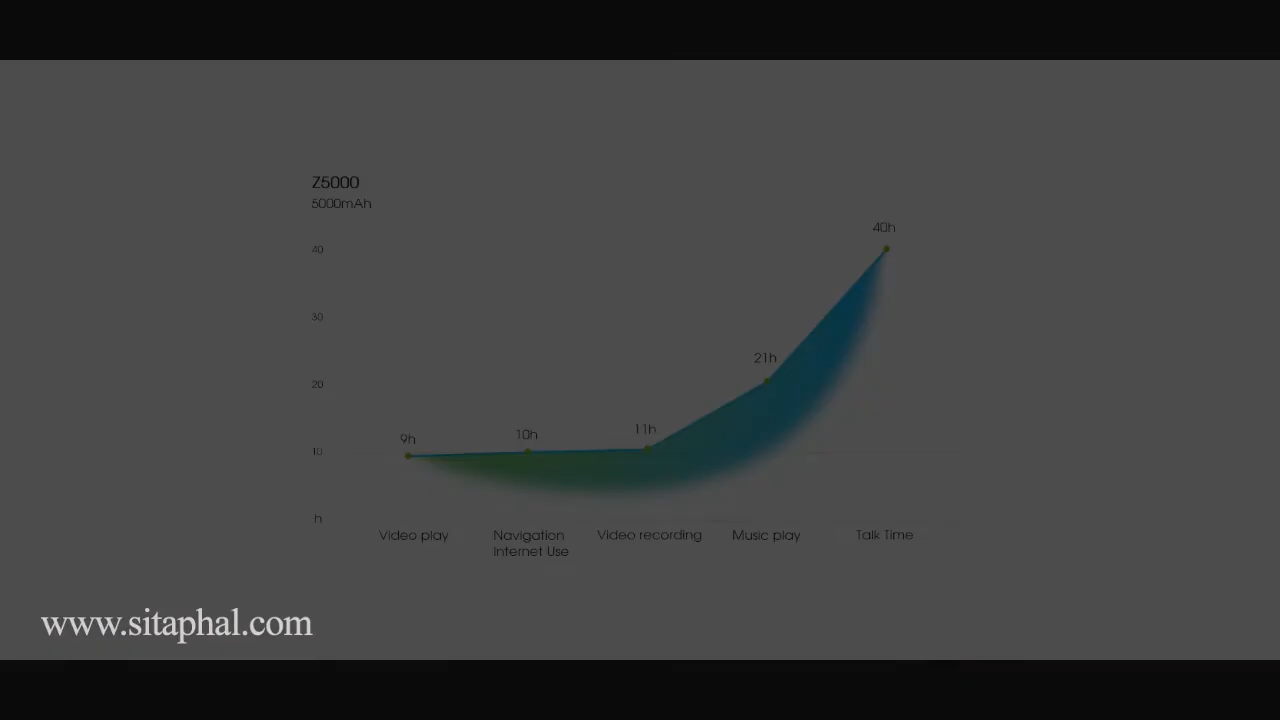 Z5000
5000mAh
40h
40
30
21h
20
11h
10h
9h
10
h
Video play
Navigation
Internet Use
Video recording
Music play
Talk Time
www.sitaphal.com